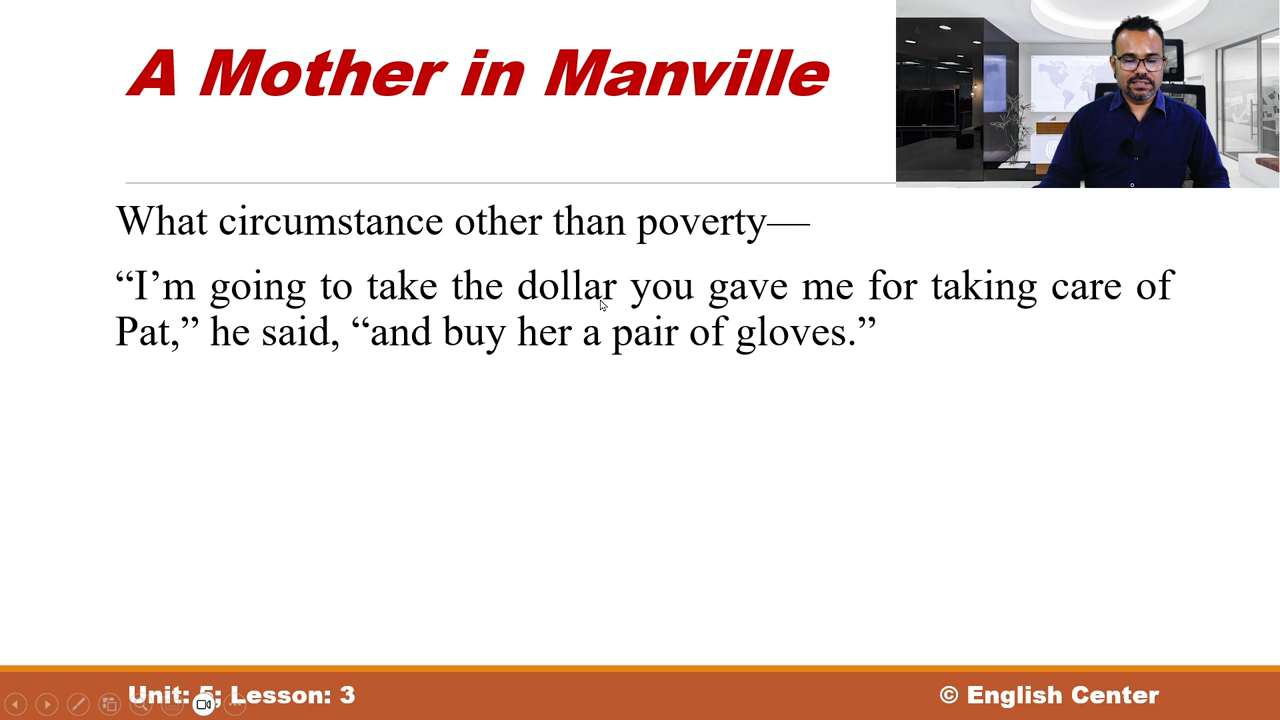 A Mother in Manville
What circumstance other than poverty—
“I’m going to take the dollar you gave me for taking care of
Pat,” he said, “and buy her a pair of gloves.”
Unit: 5; Lesson: 3
© English Center